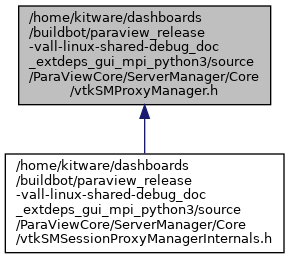 /home/kitware/dashboards
/buildbot/paraview_release
-vall-linux-shared-debug_doc
_extdeps_gui_mpi_python3/source
/ParaViewCore/ServerManager/Core
/vtkSMProxyManager.h
/home/kitware/dashboards
/buildbot/paraview_release
-vall-linux-shared-debug_doc
_extdeps_gui_mpi_python3/source
/ParaViewCore/ServerManager/Core
/vtkSMSessionProxyManagerInternals.h